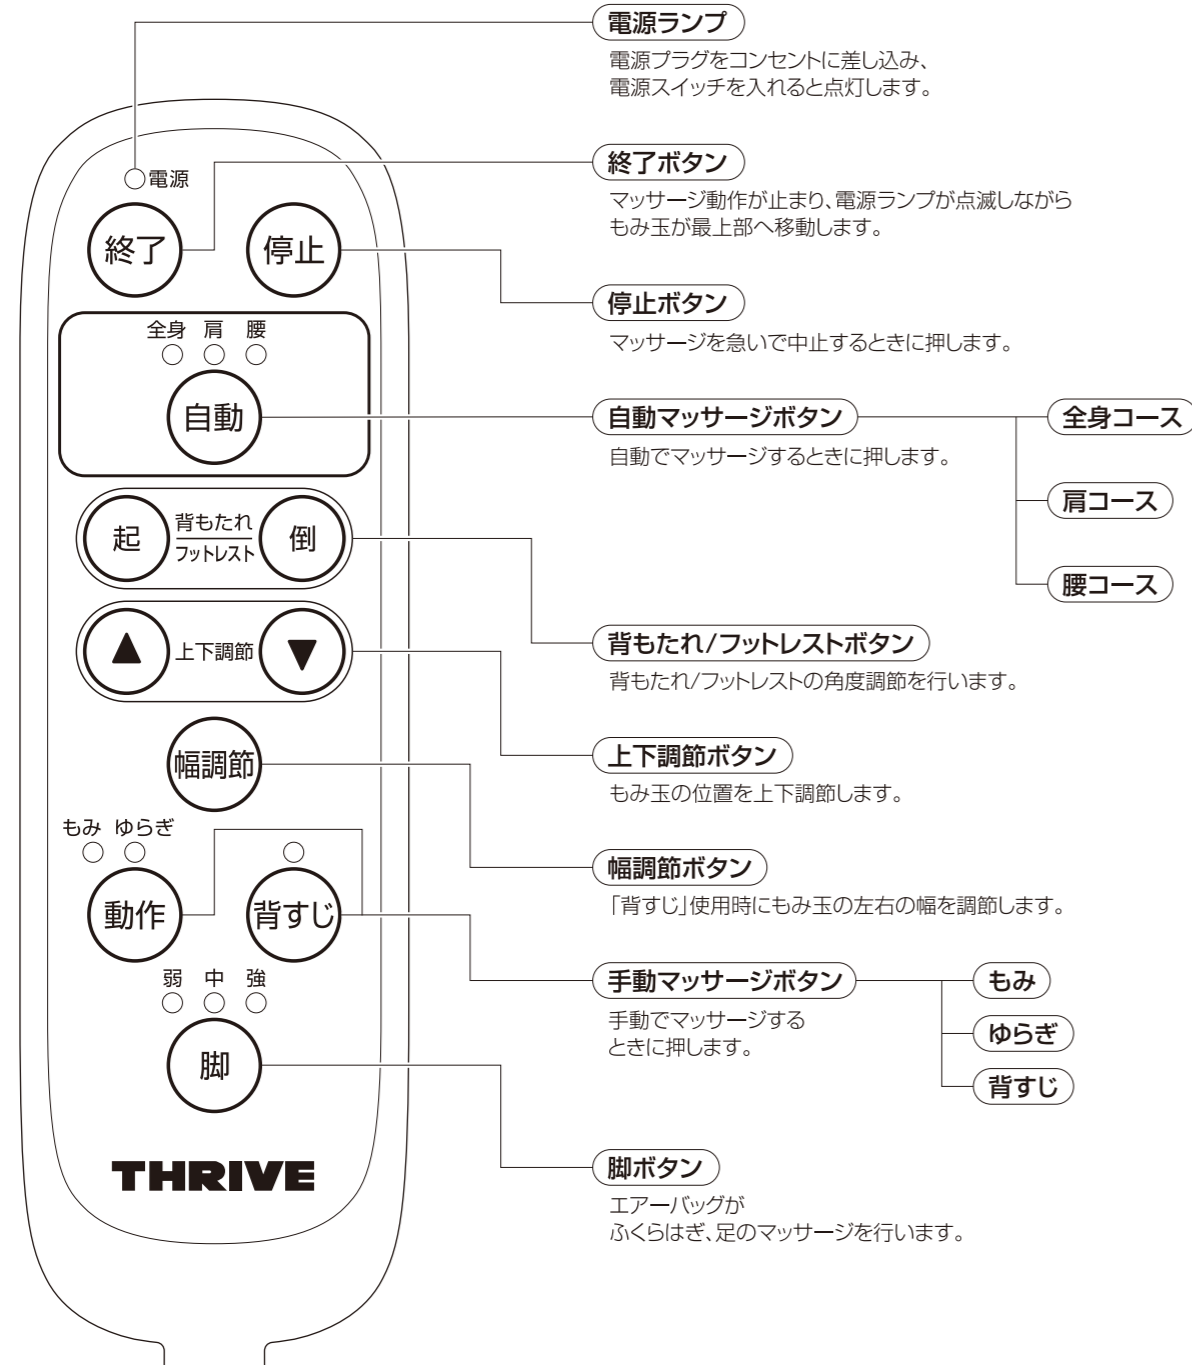 電源ランプ
電源プラグをコンセントに差し込み、
電源スイッチを入れると点灯します。
電源
終了ボタン
マッサージ動作が止まり、電源ランプが点滅しながら
もみ玉が最上部へ移動します。
終了
停止
停止ボタン
マッサージを急いで中止するときに押します。
全身 肩 腰
自動
自動マッサージボタン
自動でマッサージするときに押します。
全身コース
肩コース
腰コース
起
背もたれ
フットレスト
倒
背もたれ/フットレストボタン
背もたれ/フットレストの角度調節を行います。
▲ 上下調節 ▼
上下調節ボタン
もみ玉の位置を上下調節します。
幅調節
幅調節ボタン
「背すじ」使用時にもみ玉の左右の幅を調節します。
もみ ゆらぎ
動作
背すじ
手動マッサージボタン
手動でマッサージする
ときに押します。
もみ
ゆらぎ
背すじ
弱 中 強
脚
脚ボタン
エアーバッグが
ふくらはぎ、足のマッサージを行います。
THRIVE